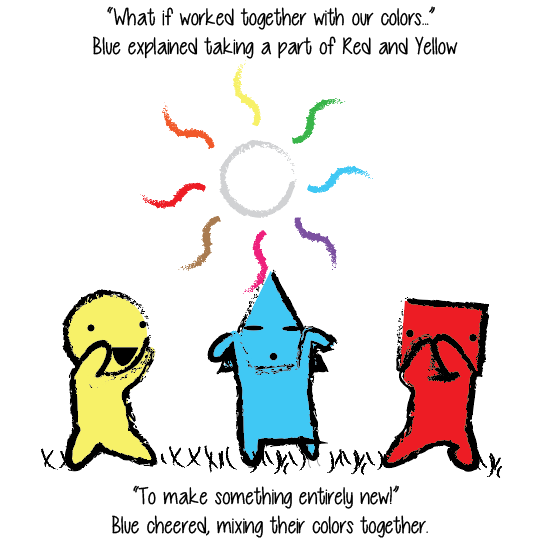 "What if worked together with our colors..."
Blue explained taking a part of Red and Yellow
"To make something entirely new!"
Blue cheered, mixing their colors together.